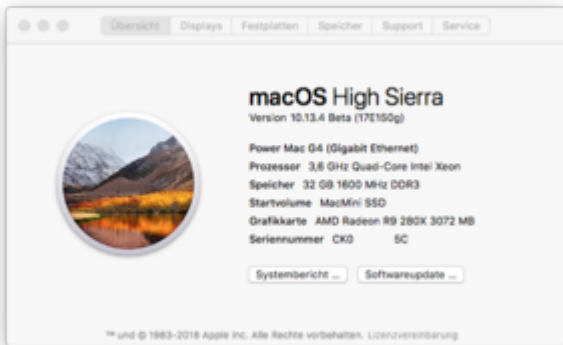 Übersicht Displays Festplatten Speicher Support Service
macOS High Sierra
Version 10.13.4 Beta (17E150g)
Power Mac G4 (Gigabit Ethernet)
Prozessor 3,6 GHz Quad-Core Intel Xeon
Speicher 32 GB 1600 MHz DDR3
Startvolume MacMini SSD
Grafikkarte AMD Radeon R9 280X 3072 MB
Seriennummer CK0 5C
Systembericht ... Softwareupdate ...
™ und © 1983-2018 Apple Inc. Alle Rechte vorbehalten. Lizenzvereinbarung